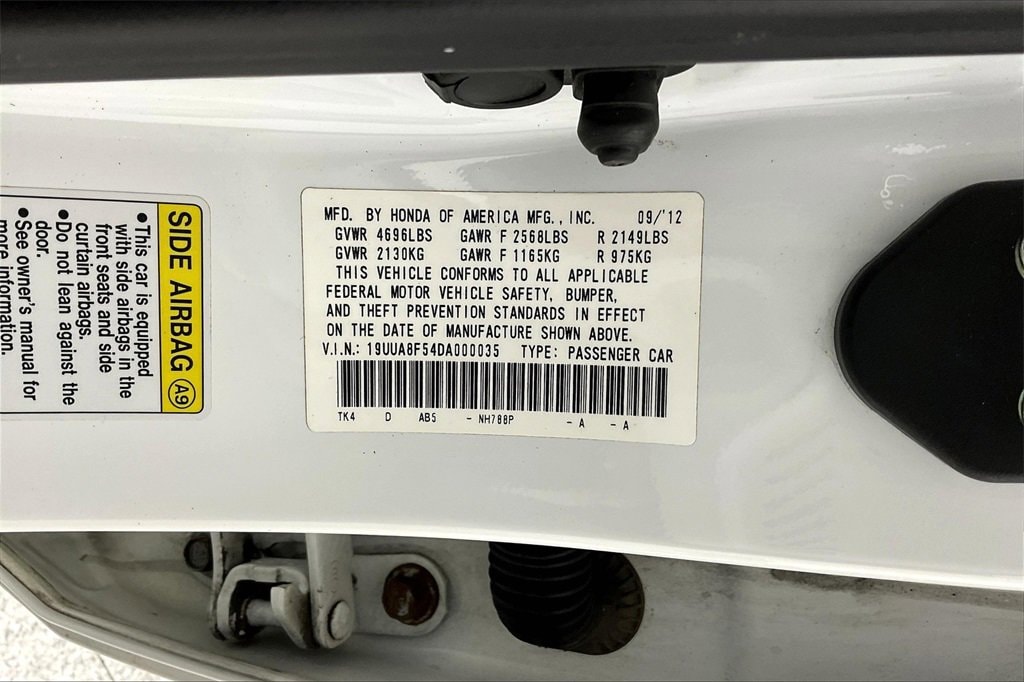 MFD. BY HONDA OF AMERICA MFG., INC. 09/'12
GVWR 4696LBS GAWR F 2568LBS R 2149LBS
GVWR 2130KG GAWR F 1165KG R 975KG
THIS VEHICLE CONFORMS TO ALL APPLICABLE
FEDERAL MOTOR VEHICLE SAFETY, BUMPER,
AND THEFT PREVENTION STANDARDS IN EFFECT
ON THE DATE OF MANUFACTURE SHOWN ABOVE.
V.I.N.: 19UUA8F54DA000035 TYPE: PASSENGER CAR
TK4 D AB5 - NH788P - A - A
SIDE AIRBAG A9
•This car is equipped
with side airbags in the
front seats and side
curtain airbags.
•Do not lean against the
door.
•See owner's manual for
more information.